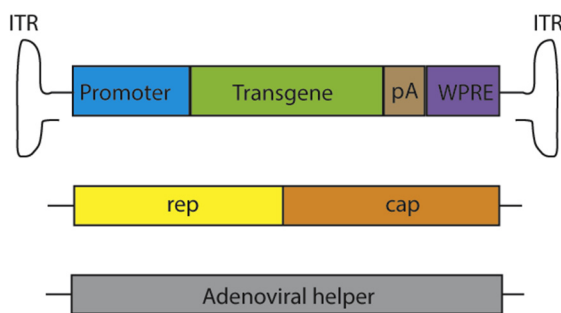 ITR ITR
Promoter Transgene pA WPRE
rep cap
Adenoviral helper